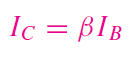 I_C = βI_B